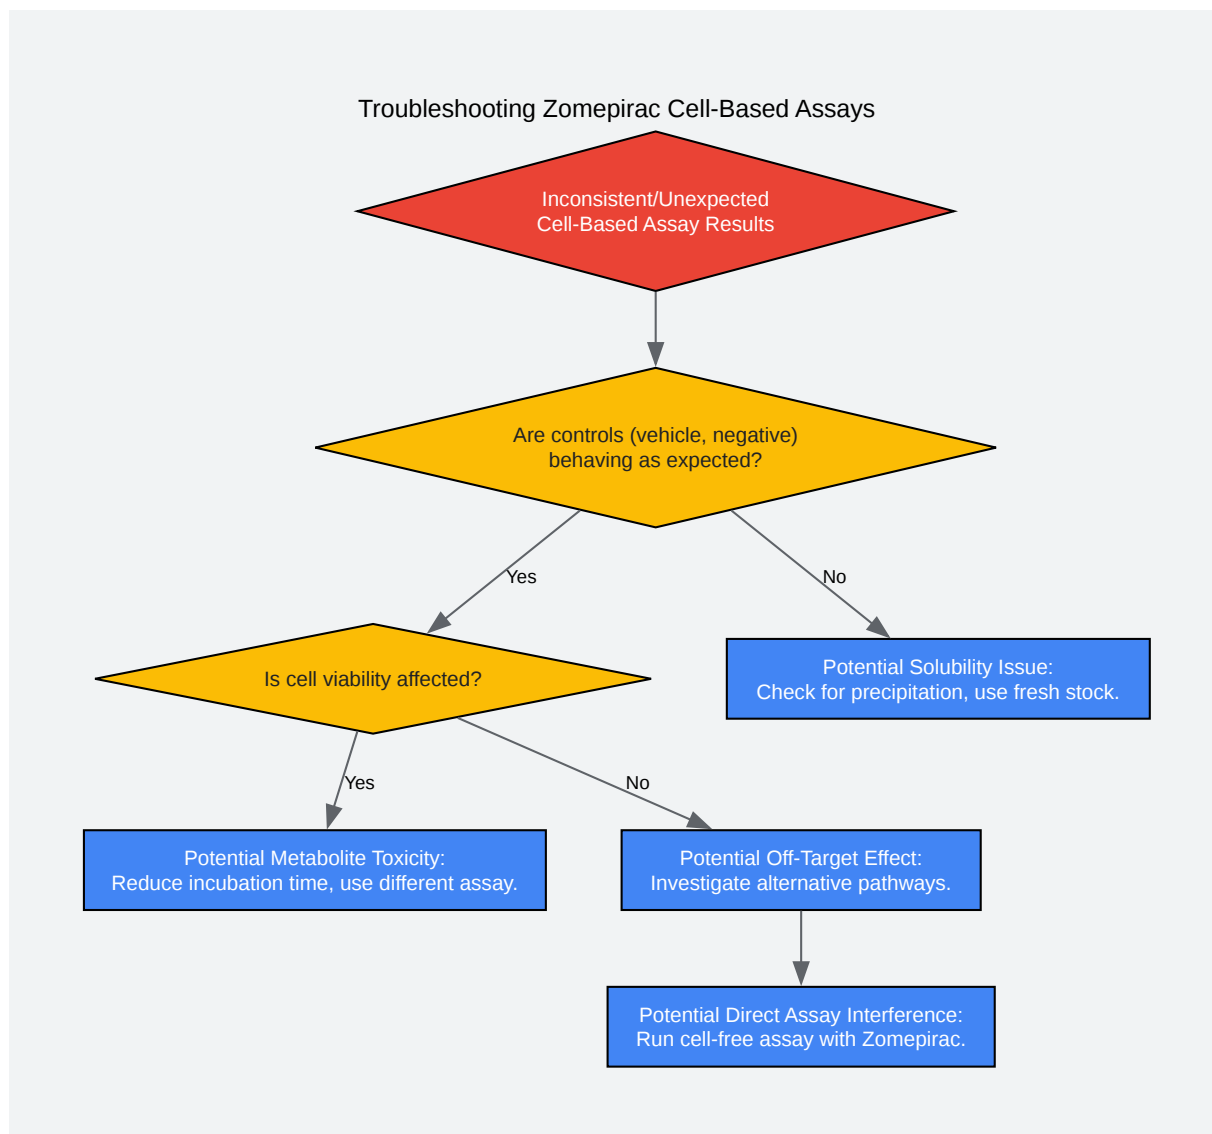 Troubleshooting Zomepirac Cell-Based Assays
Inconsistent/Unexpected
Cell-Based Assay Results
Are controls (vehicle, negative)
behaving as expected?
Yes
No
Is cell viability affected?
Potential Solubility Issue:
Check for precipitation, use fresh stock.
Yes
No
Potential Metabolite Toxicity:
Reduce incubation time, use different assay.
Potential Off-Target Effect:
Investigate alternative pathways.
Potential Direct Assay Interference:
Run cell-free assay with Zomepirac.